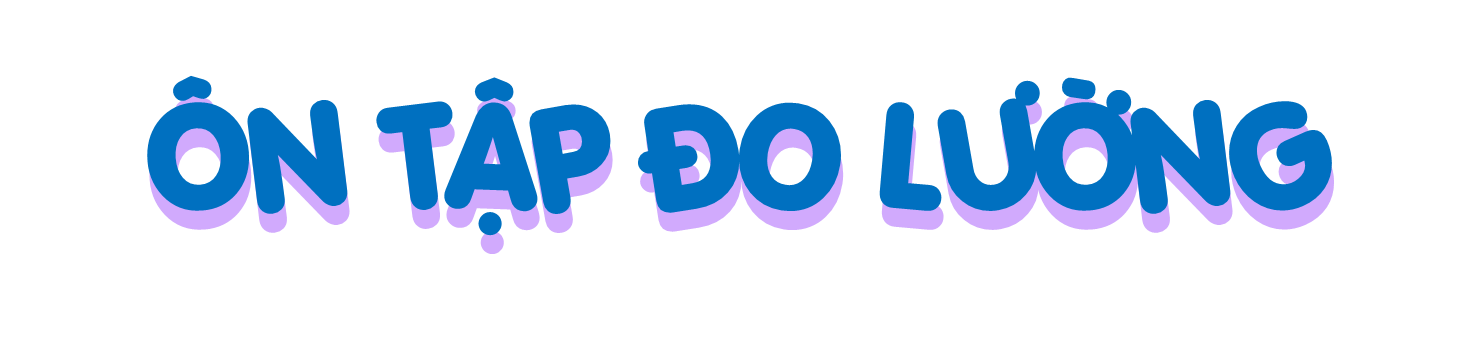 ÔN TẬP ĐO LƯỜNG